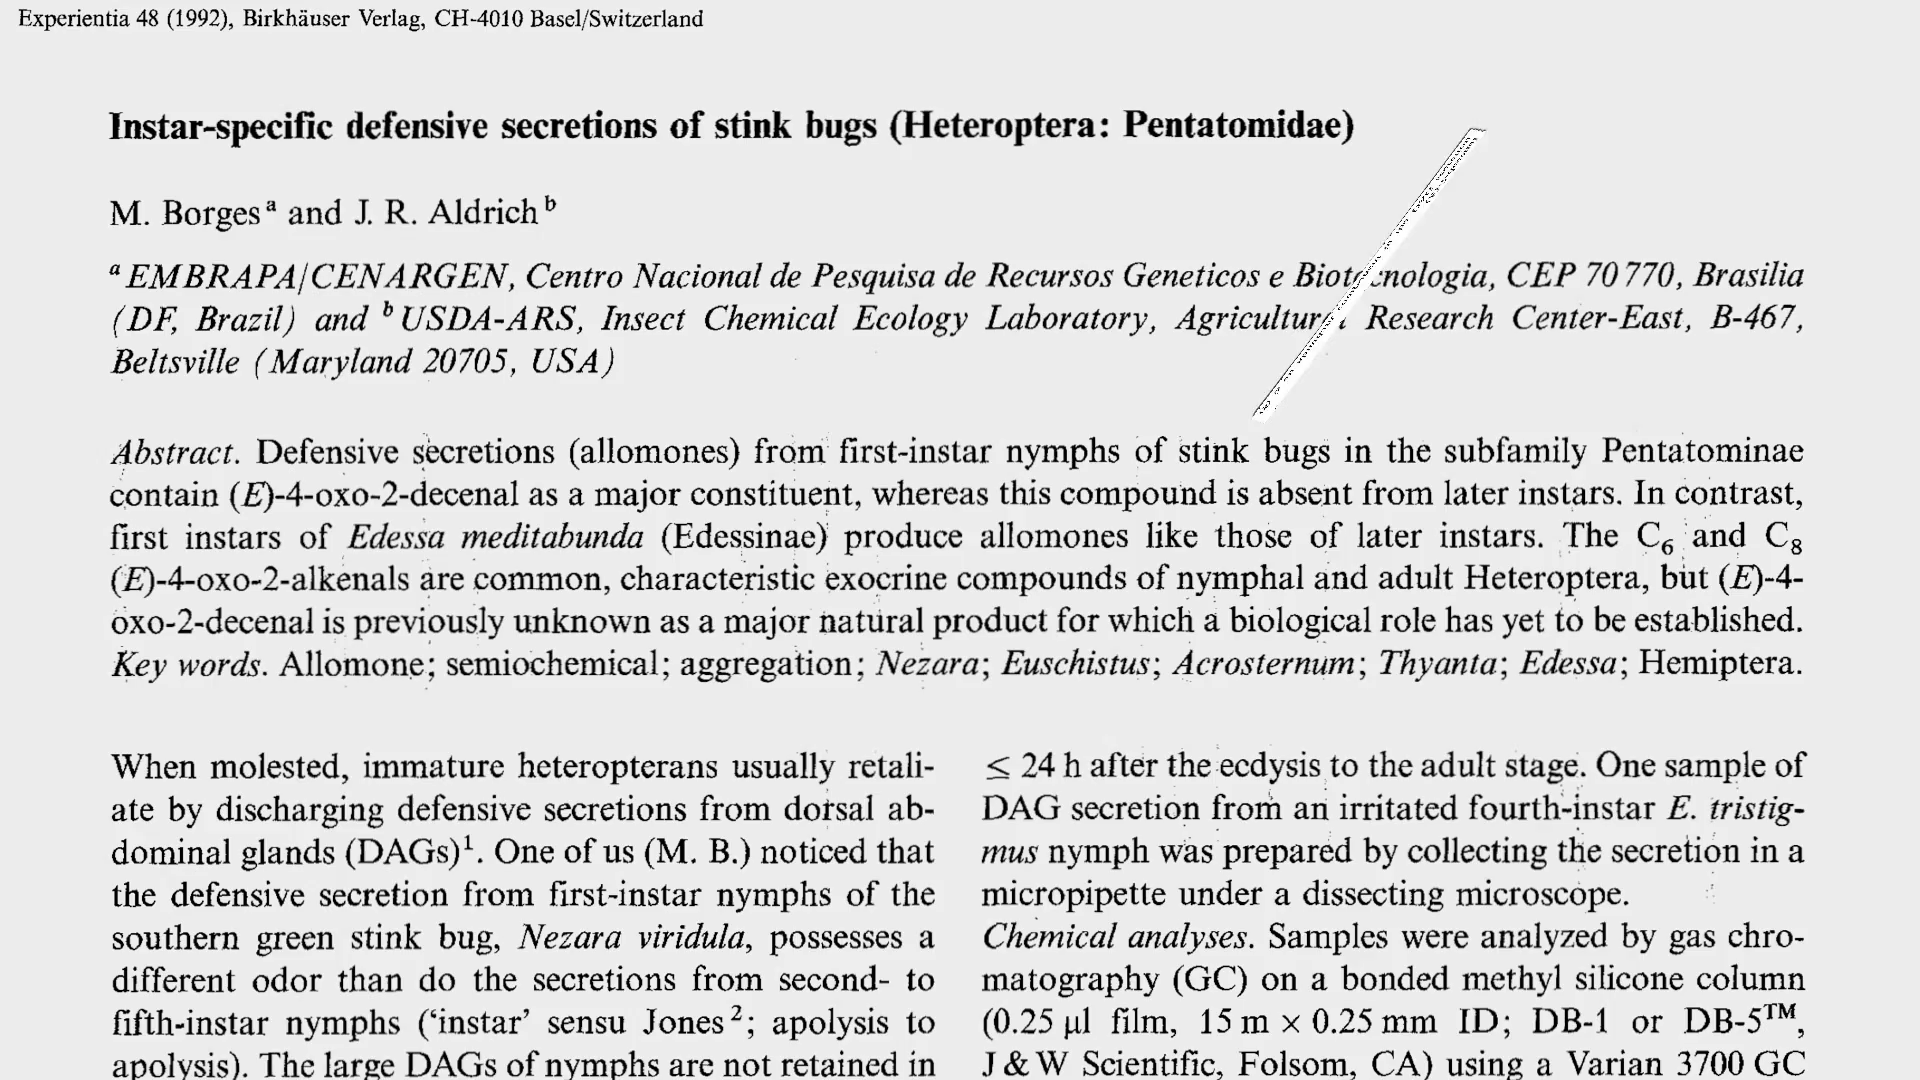 Experientia 48 (1992), Birkhäuser Verlag, CH-4010 Basel/Switzerland
Instar-specific defensive secretions of stink bugs (Heteroptera: Pentatomidae)
M. Borges a and J. R. Aldrich b
a EMBRAPA/CENARGEN, Centro Nacional de Pesquisa de Recursos Geneticos e Biotecnologia, CEP 70 770, Brasilia
(DF, Brazil) and b USDA-ARS, Insect Chemical Ecology Laboratory, Agricultural Research Center-East, B-467,
Beltsville (Maryland 20705, USA)
Abstract. Defensive secretions (allomones) from first-instar nymphs of stink bugs in the subfamily Pentatominae
contain (E)-4-oxo-2-decenal as a major constituent, whereas this compound is absent from later instars. In contrast,
first instars of Edessa meditabunda (Edessinae) produce allomones like those of later instars. The C6 and C8
(E)-4-oxo-2-alkenals are common, characteristic exocrine compounds of nymphal and adult Heteroptera, but (E)-4-
oxo-2-decenal is previously unknown as a major natural product for which a biological role has yet to be established.
Key words. Allomone; semiochemical; aggregation; Nezara; Euschistus; Acrosternum; Thyanta; Edessa; Hemiptera.
When molested, immature heteropterans usually retali-
ate by discharging defensive secretions from dorsal ab-
dominal glands (DAGs)1. One of us (M. B.) noticed that
the defensive secretion from first-instar nymphs of the
southern green stink bug, Nezara viridula, possesses a
different odor than do the secretions from second- to
fifth-instar nymphs (‘instar’ sensu Jones 2; apolysis to
apolysis). The large DAGs of nymphs are not retained in
≤ 24 h after the ecdysis to the adult stage. One sample of
DAG secretion from an irritated fourth-instar E. tristig-
mus nymph was prepared by collecting the secretion in a
micropipette under a dissecting microscope.
Chemical analyses. Samples were analyzed by gas chro-
matography (GC) on a bonded methyl silicone column
(0.25 µl film, 15 m × 0.25 mm ID; DB-1 or DB-5™,
J & W Scientific, Folsom, CA) using a Varian 3700 GC